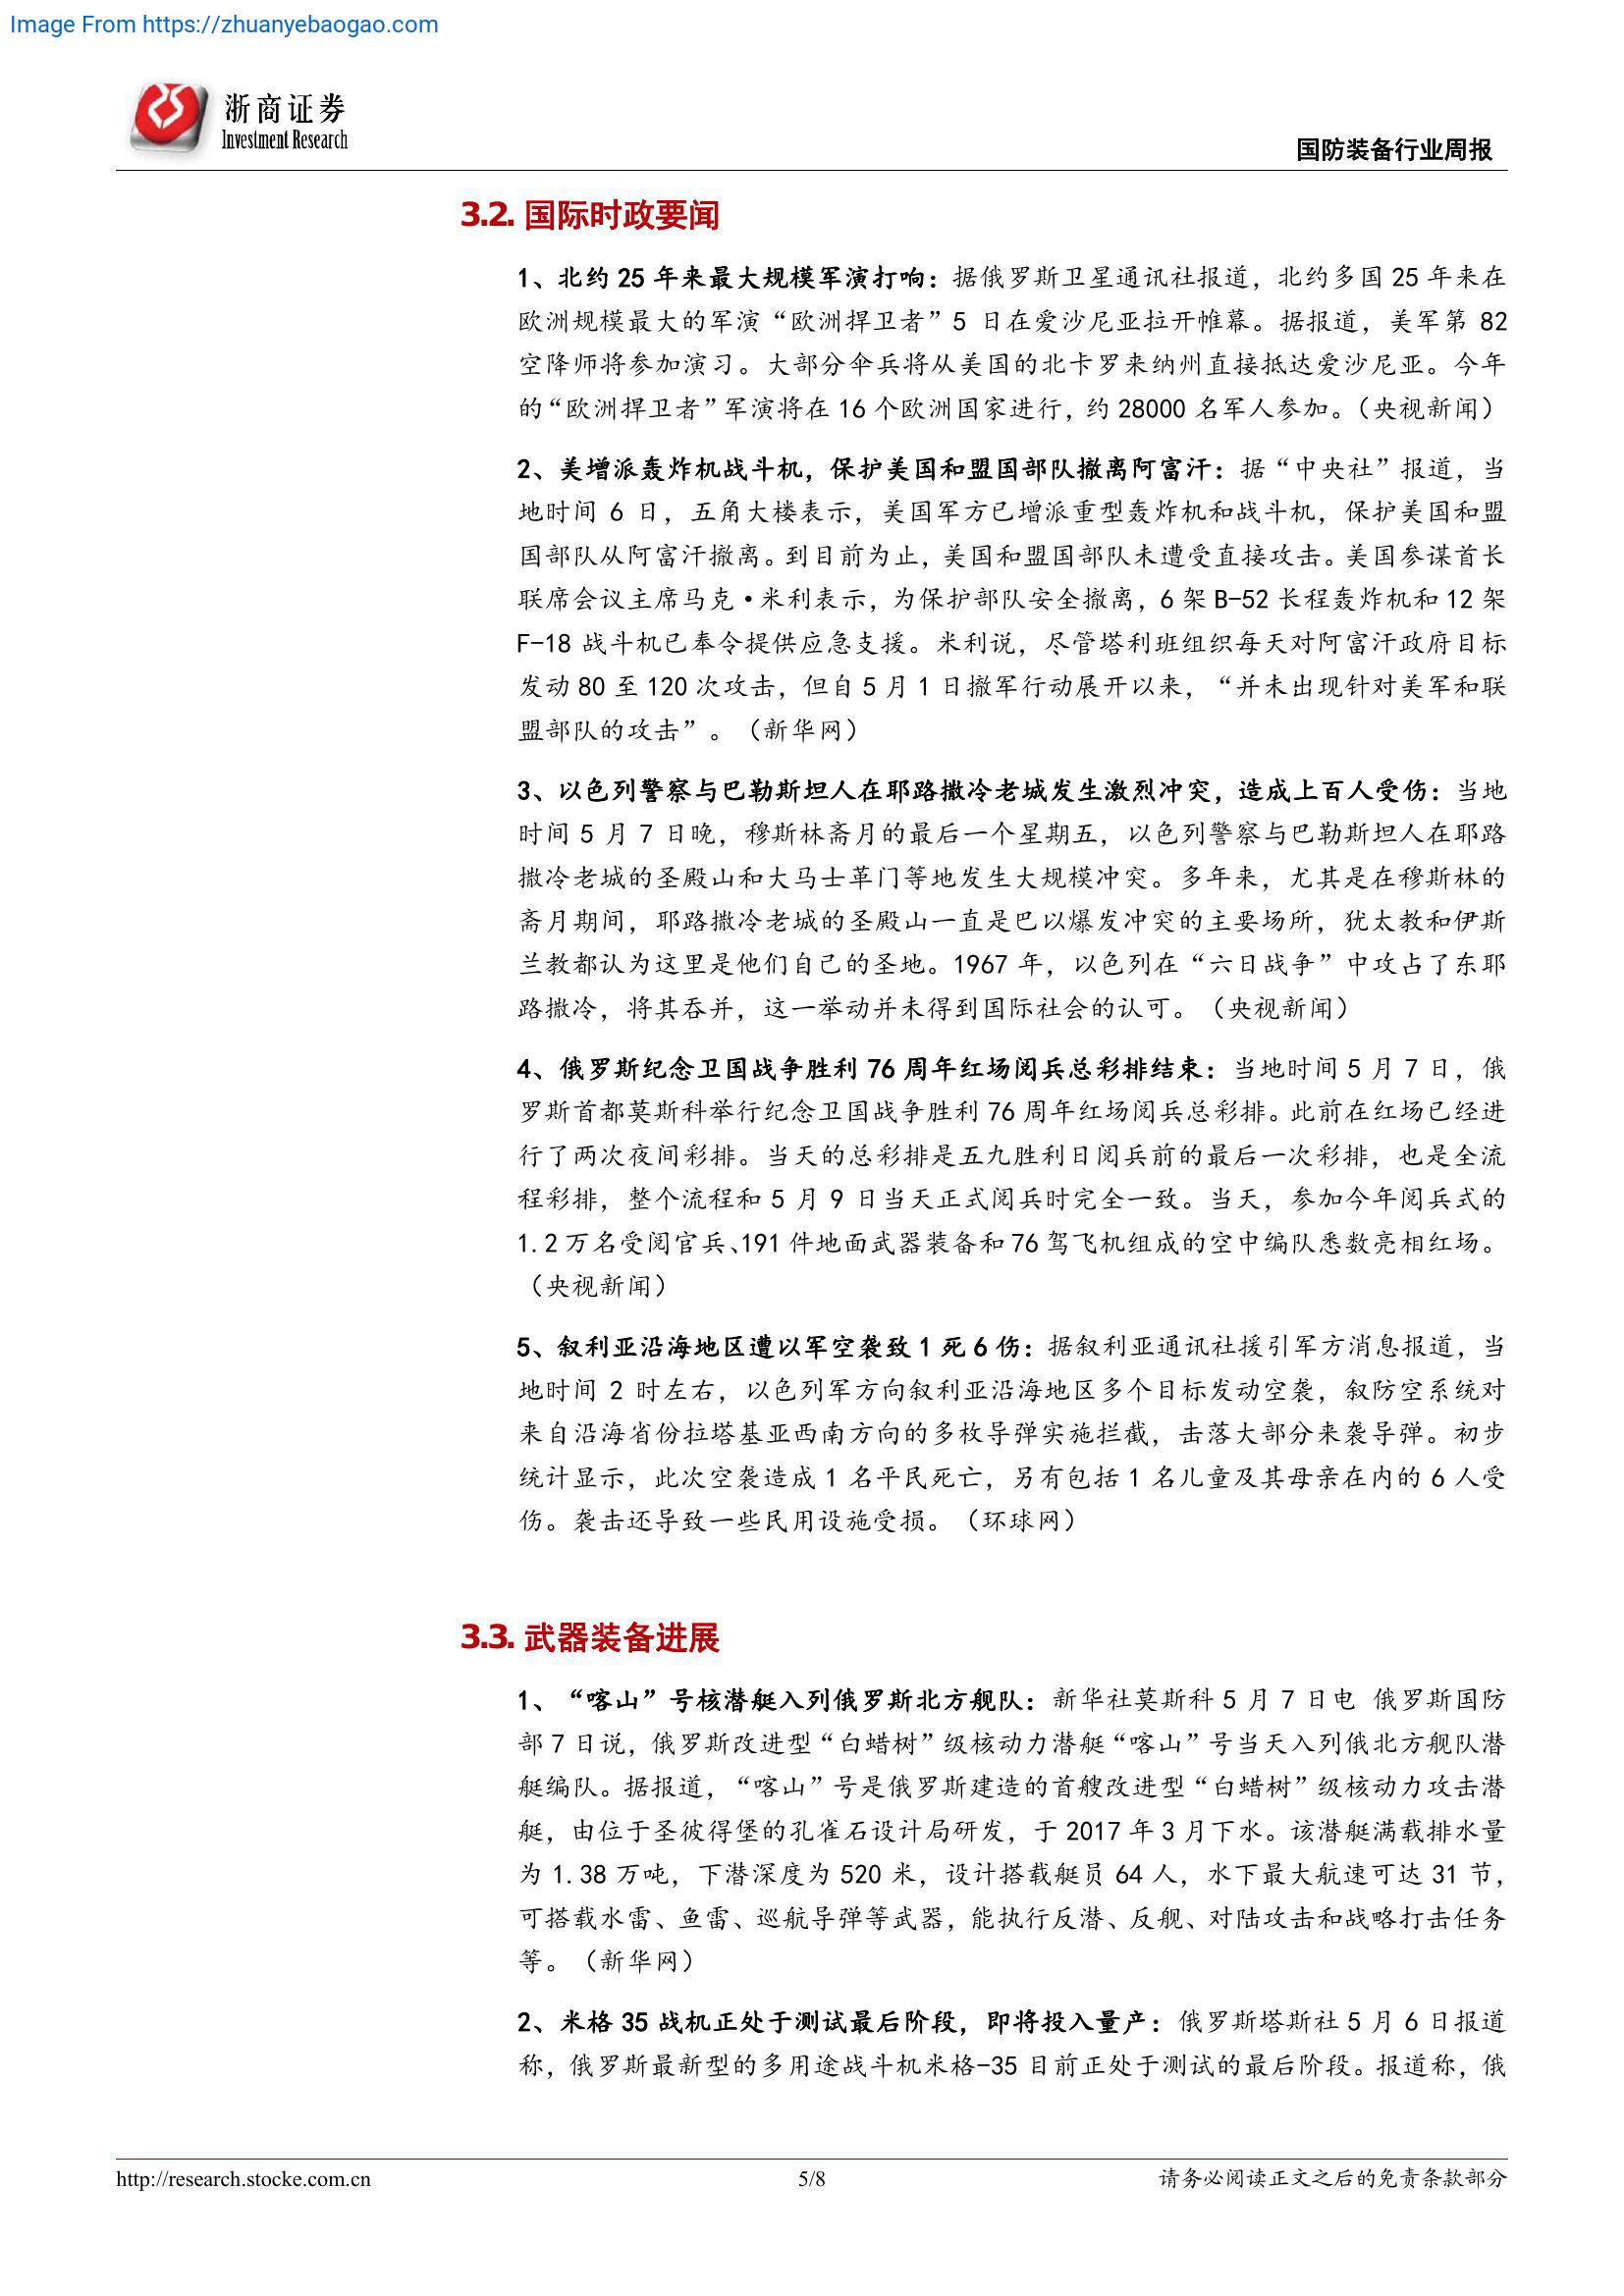 Image From https://zhuanyebaogao.com
浙商证券
Investment Research
国防装备行业周报
3.2. 国际时政要闻
1、北约 25 年来最大规模军演打响：据俄罗斯卫星通讯社报道，北约多国 25 年来在
欧洲规模最大的军演“欧洲捍卫者”5 日在爱沙尼亚拉开帷幕。据报道，美军第 82
空降师将参加演习。大部分伞兵将从美国的北卡罗来纳州直接抵达爱沙尼亚。今年
的“欧洲捍卫者”军演将在 16 个欧洲国家进行，约 28000 名军人参加。（央视新闻）
2、美增派轰炸机战斗机，保护美国和盟国部队撤离阿富汗：据“中央社”报道，当
地时间 6 日，五角大楼表示，美国军方已增派重型轰炸机和战斗机，保护美国和盟
国部队从阿富汗撤离。到目前为止，美国和盟国部队未遭受直接攻击。美国参谋首长
联席会议主席马克·米利表示，为保护部队安全撤离，6 架 B-52 长程轰炸机和 12 架
F-18 战斗机已奉令提供应急支援。米利说，尽管塔利班组织每天对阿富汗政府目标
发动 80 至 120 次攻击，但自 5 月 1 日撤军行动展开以来，“并未出现针对美军和联
盟部队的攻击”。（新华网）
3、以色列警察与巴勒斯坦人在耶路撒冷老城发生激烈冲突，造成上百人受伤：当地
时间 5 月 7 日晚，穆斯林斋月的最后一个星期五，以色列警察与巴勒斯坦人在耶路
撒冷老城的圣殿山和大马士革门等地发生大规模冲突。多年来，尤其是在穆斯林的
斋月期间，耶路撒冷老城的圣殿山一直是巴以爆发冲突的主要场所，犹太教和伊斯
兰教都认为这里是他们自己的圣地。1967 年，以色列在“六日战争”中攻占了东耶
路撒冷，将其吞并，这一举动并未得到国际社会的认可。（央视新闻）
4、俄罗斯纪念卫国战争胜利 76 周年红场阅兵总彩排结束：当地时间 5 月 7 日，俄
罗斯首都莫斯科举行纪念卫国战争胜利 76 周年红场阅兵总彩排。此前在红场已经进
行了两次夜间彩排。当天的总彩排是五九胜利日阅兵前的最后一次彩排，也是全流
程彩排，整个流程和 5 月 9 日当天正式阅兵时完全一致。当天，参加今年阅兵式的
1.2 万名受阅官兵、191 件地面武器装备和 76 驾飞机组成的空中编队悉数亮相红场。
（央视新闻）
5、叙利亚沿海地区遭以军空袭致 1 死 6 伤：据叙利亚通讯社援引军方消息报道，当
地时间 2 时左右，以色列军方向叙利亚沿海地区多个目标发动空袭，叙防空系统对
来自沿海省份拉塔基亚西南方向的多枚导弹实施拦截，击落大部分来袭导弹。初步
统计显示，此次空袭造成 1 名平民死亡，另有包括 1 名儿童及其母亲在内的 6 人受
伤。袭击还导致一些民用设施受损。（环球网）
3.3. 武器装备进展
1、“喀山”号核潜艇入列俄罗斯北方舰队：新华社莫斯科 5 月 7 日电 俄罗斯国防
部 7 日说，俄罗斯改进型“白蜡树”级核动力潜艇“喀山”号当天入列俄北方舰队潜
艇编队。据报道，“喀山”号是俄罗斯建造的首艘改进型“白蜡树”级核动力攻击潜
艇，由位于圣彼得堡的孔雀石设计局研发，于 2017 年 3 月下水。该潜艇满载排水量
为 1.38 万吨，下潜深度为 520 米，设计搭载艇员 64 人，水下最大航速可达 31 节，
可搭载水雷、鱼雷、巡航导弹等武器，能执行反潜、反舰、对陆攻击和战略打击任务
等。（新华网）
2、米格 35 战机正处于测试最后阶段，即将投入量产：俄罗斯塔斯社 5 月 6 日报道
称，俄罗斯最新型的多用途战斗机米格-35 目前正处于测试的最后阶段。报道称，俄
http://research.stocke.com.cn
5/8
请务必阅读正文之后的免责条款部分